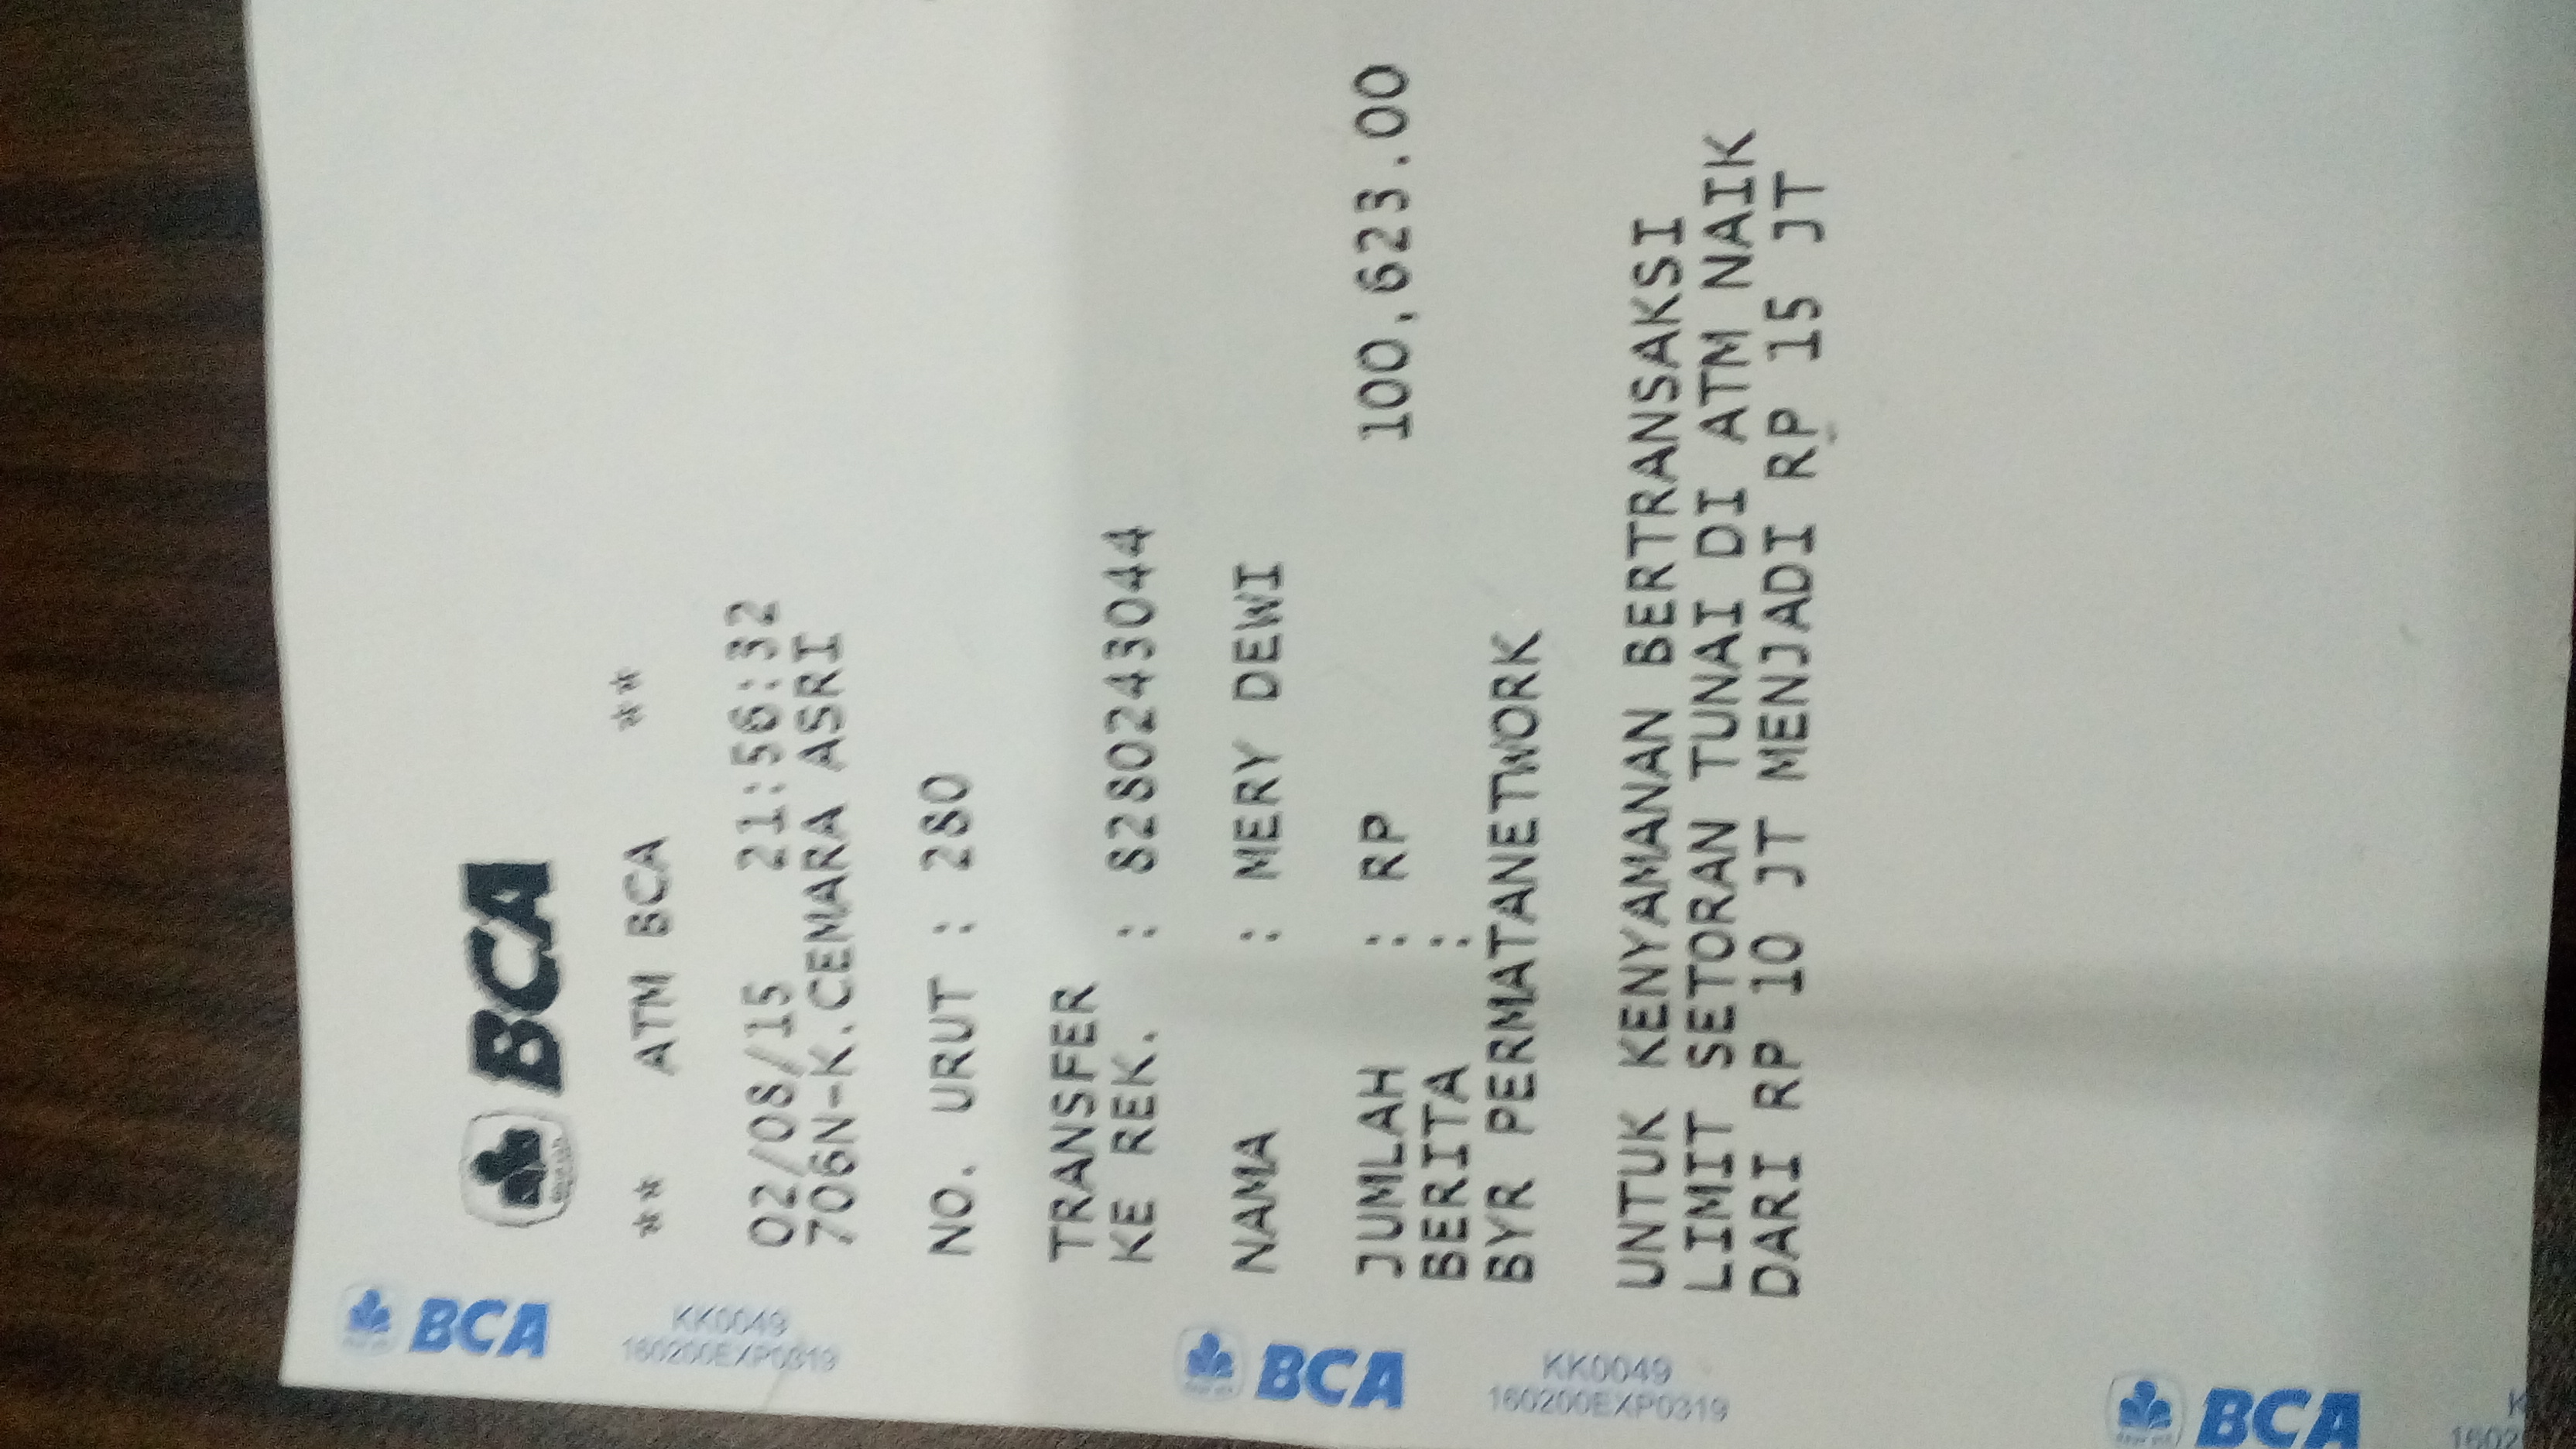 BCA
** ATM BCA **
02/08/15 21:56:32
706N-K.CEMARA ASRI
NO. URUT : 280
TRANSFER
KE REK. : 8280243044
NAMA : MERY DEWI
JUMLAH : RP 100,623.00
BERITA :
BYR PERMATANETWORK
UNTUK KENYAMANAN BERTRANSAKSI
LIMIT SETORAN TUNAI DI ATM NAIK
DARI RP 10 JT MENJADI RP 15 JT
BCA
KK0049
160200EXP0319
BCA
KK0049
160200EXP0319
BCA